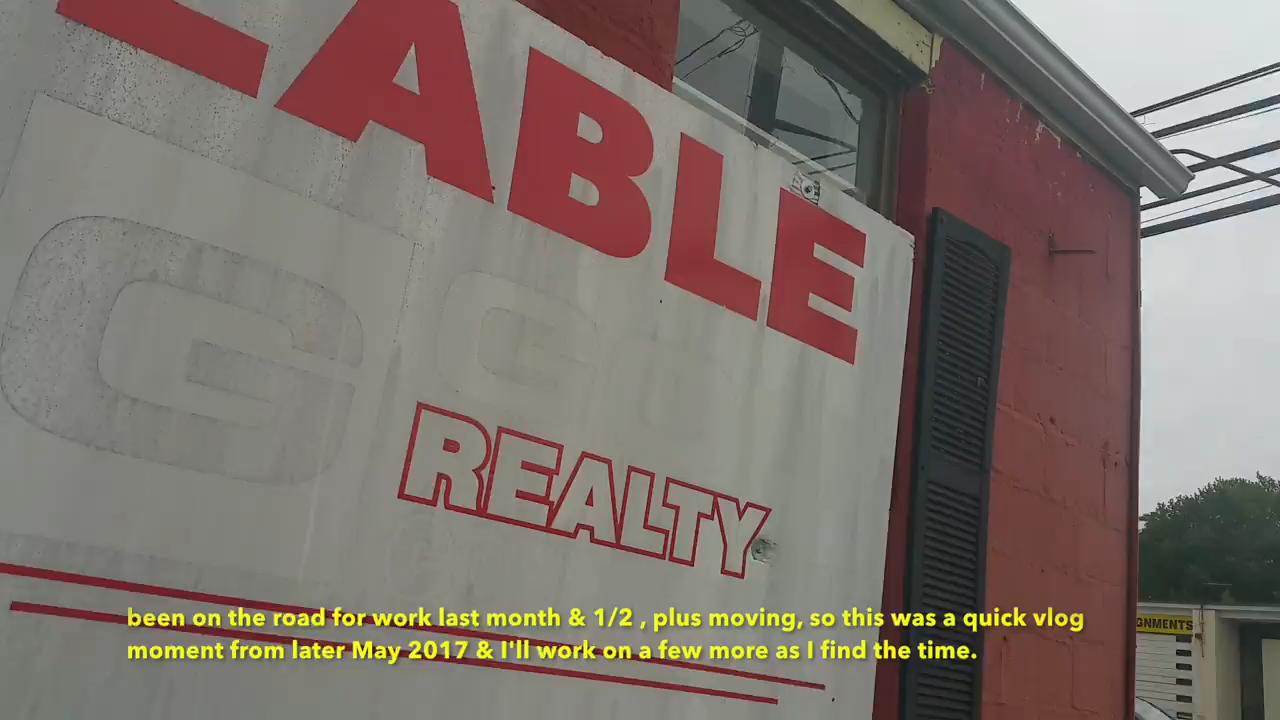 LABLE
G G
REALTY
GNMENTS
been on the road for work last month & 1/2 , plus moving, so this was a quick vlog
moment from later May 2017 & I'll work on a few more as I find the time.